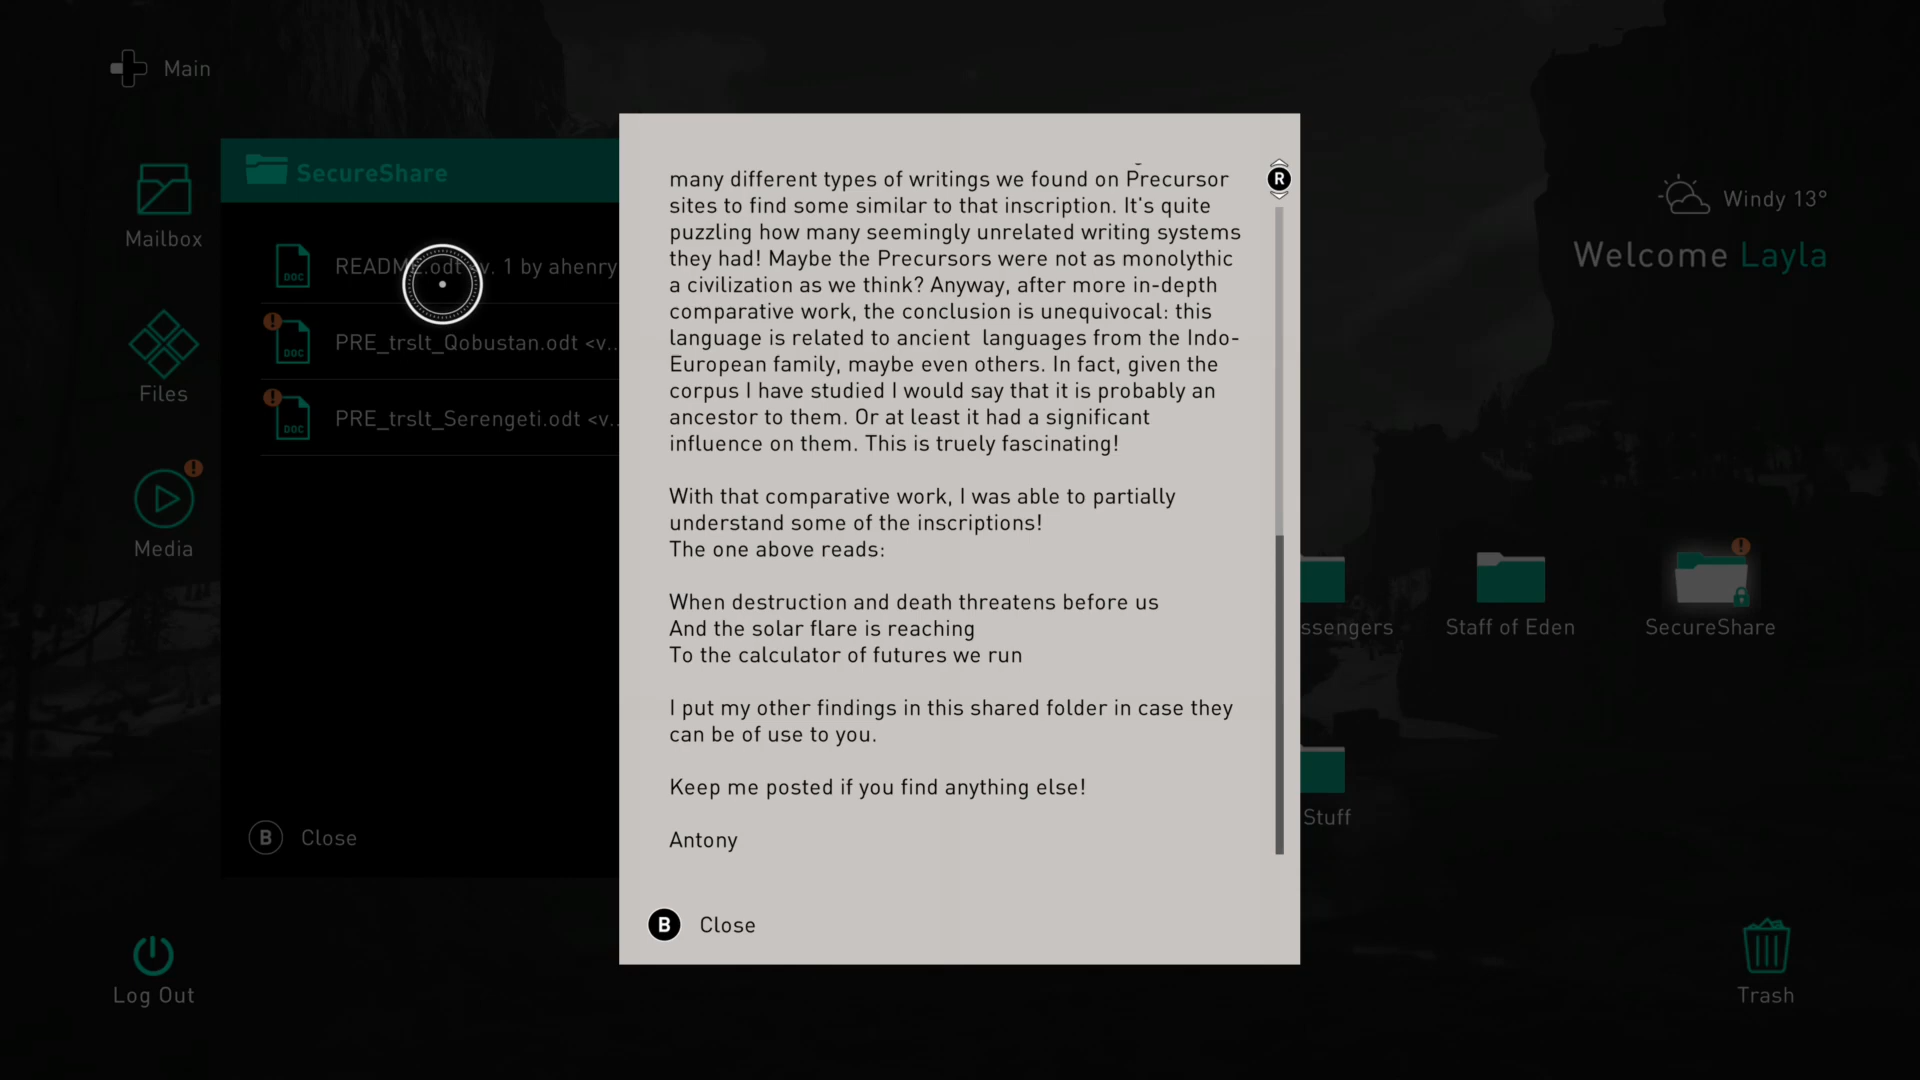 Main
SecureShare
Mailbox
README.odt <v. 1 by ahenry
PRE_trslt_Qobustan.odt <v..
PRE_trslt_Serengeti.odt <v..
DOC
DOC
DOC
Files
Media
B Close
Log Out
many different types of writings we found on Precursor
sites to find some similar to that inscription. It's quite
puzzling how many seemingly unrelated writing systems
they had! Maybe the Precursors were not as monolithic
a civilization as we think? Anyway, after more in-depth
comparative work, the conclusion is unequivocal: this
language is related to ancient  languages from the Indo-
European family, maybe even others. In fact, given the
corpus I have studied I would say that it is probably an
ancestor to them. Or at least it had a significant
influence on them. This is truely fascinating!
With that comparative work, I was able to partially
understand some of the inscriptions!
The one above reads:
When destruction and death threatens before us
And the solar flare is reaching
To the calculator of futures we run
I put my other findings in this shared folder in case they
can be of use to you.
Keep me posted if you find anything else!
Antony
B Close
R
Windy 13°
Welcome Layla
ssengers
Staff of Eden
SecureShare
Stuff
Trash